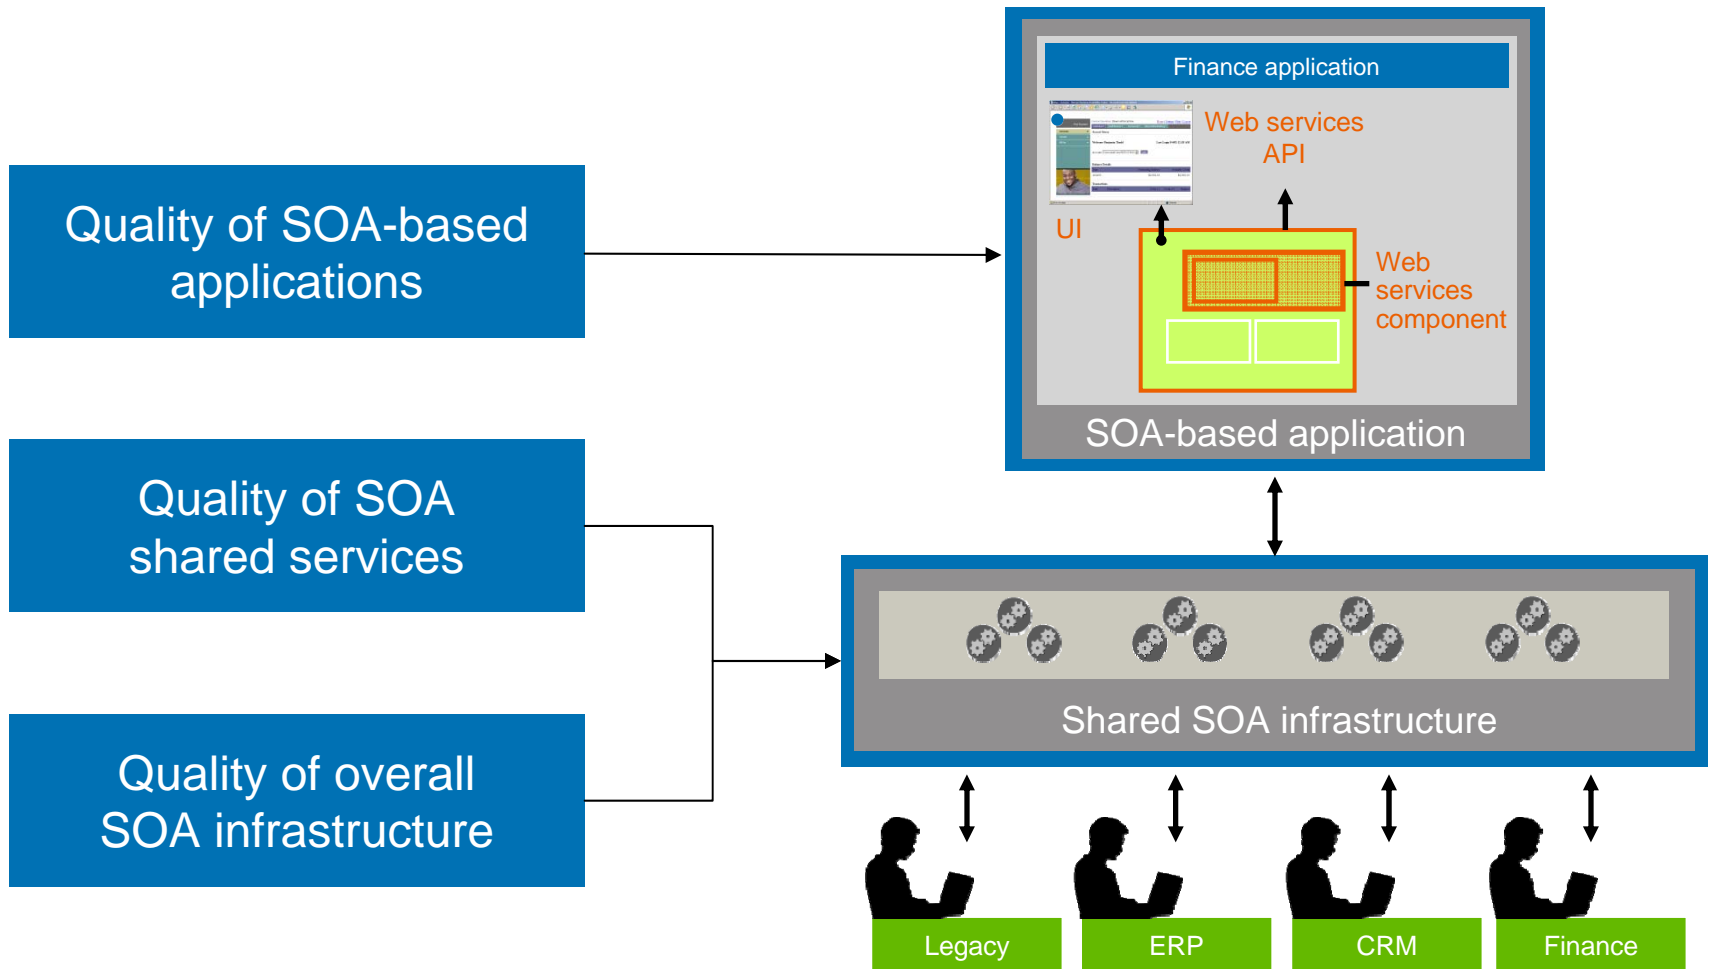 Quality of SOA-based
applications
Quality of SOA
shared services
Quality of overall
SOA infrastructure
Finance application
Web services
API
UI
Web
services
component
SOA-based application
Shared SOA infrastructure
Legacy
ERP
CRM
Finance